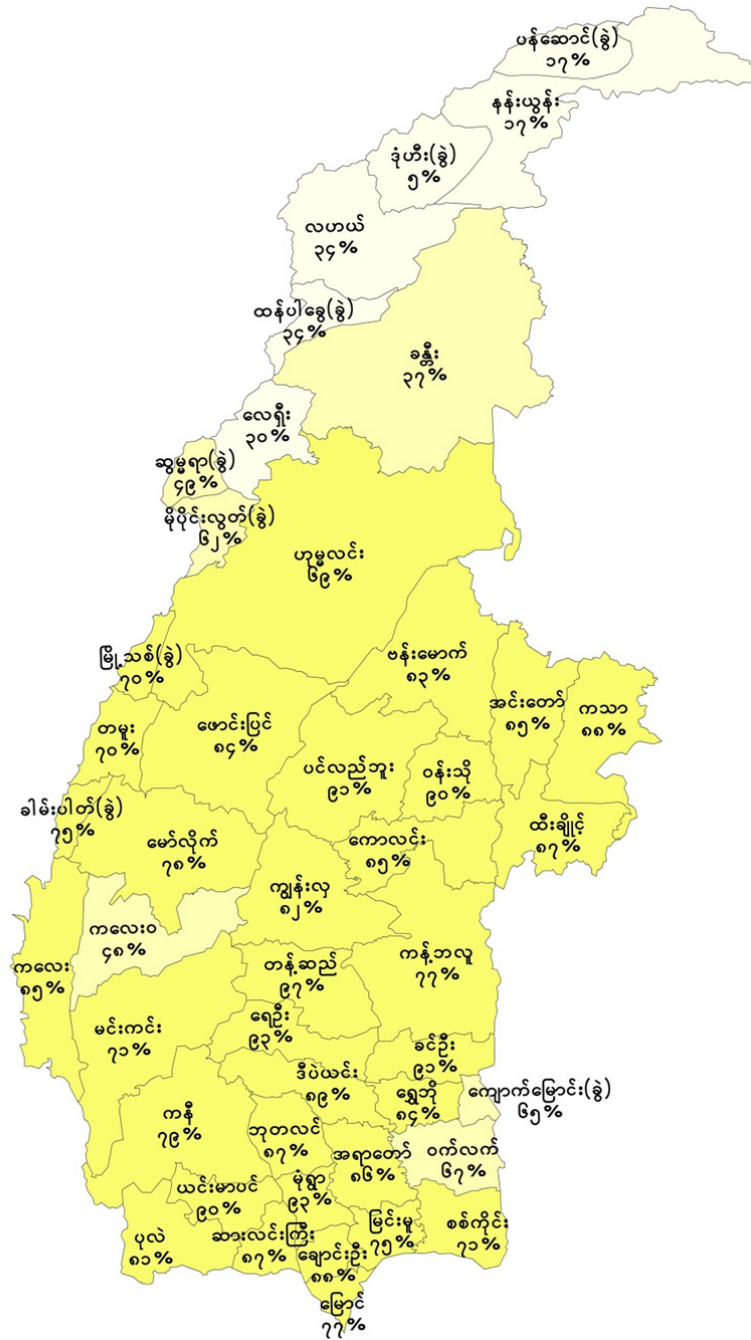 ပန်ဆောင်(ခွဲ)
၁၇%
နန်းယွန်း
၁၇%
ဒုံဟီး(ခွဲ)
၅%
လဟယ်
၃၄%
ထန်ပါခွေ(ခွဲ)
၃၄%
ခန္တီး
၃၇%
လေရှီး
၃၀%
ဆွမ္မရာ(ခွဲ)
၄၉%
မိုပိုင်းလွတ်(ခွဲ)
၆၂%
ဟုမ္မလင်း
၆၉%
မြို့သစ်(ခွဲ)
၇၀%
ဗန်းမောက်
၈၃%
အင်းတော်
၈၅%
ကသာ
၈၈%
တမူး
၇၀%
ဖောင်းပြင်
၈၄%
ပင်လည်ဘူး
၉၁%
ဝန်းသို
၉၀%
ခါမ်းပါတ်(ခွဲ)
၇၅%
မော်လိုက်
၇၈%
ကောလင်း
၈၅%
ထီးချိုင့်
၈၇%
ကျွန်းလှ
၈၂%
ကလေးဝ
၄၈%
ကလေး
၈၅%
တန့်ဆည်
၉၇%
ကန့်ဘလူ
၇၇%
မင်းကင်း
၇၁%
ရေဦး
၉၃%
ခင်ဦး
၉၁%
ဒီပဲယင်း
၈၉%
ရွှေဘို
၈၄%
ကျောက်မြောင်း(ခွဲ)
၆၅%
ကနီ
၇၉%
ဘုတလင်
၈၇%
အရာတော်
၈၆%
ဝက်လက်
၆၇%
ယင်းမာပင်
၉၀%
မုံရွာ
၉၃%
ပုလဲ
၈၁%
ဆားလင်းကြီး
၈၇%
ချောင်းဦး
၈၈%
မြင်းမူ
၇၅%
စစ်ကိုင်း
၇၁%
မြောင်
၇၇%